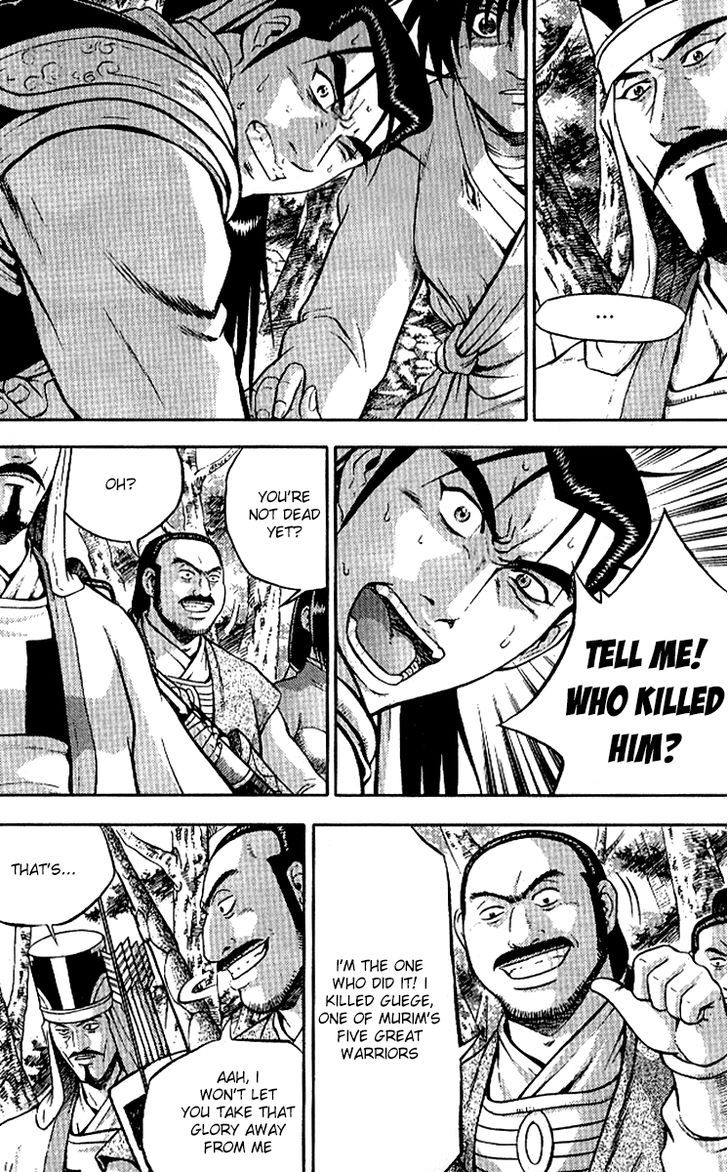 ...
TELL ME!
WHO KILLED
HIM?
OH?
YOU'RE
NOT DEAD
YET?
I'M THE ONE
WHO DID IT! I
KILLED GUEGE,
ONE OF MURIM'S
FIVE GREAT
WARRIORS
THAT'S...
AAH, I
WON'T LET
YOU TAKE THAT
GLORY AWAY
FROM ME